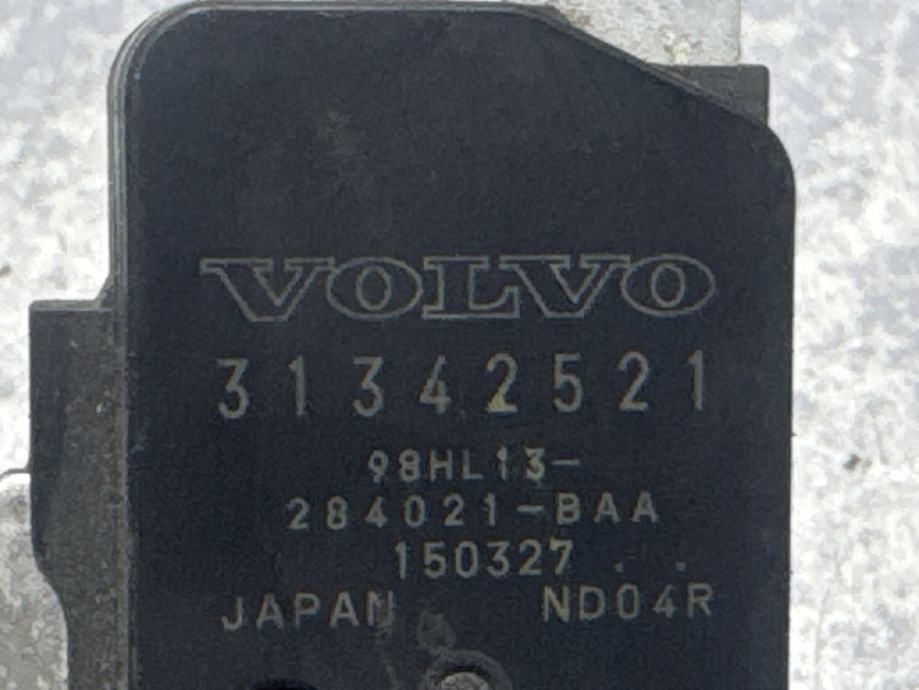 VOLVO
31342521
98HL13-
284021-BAA
150327 . .
JAPAN ND04R